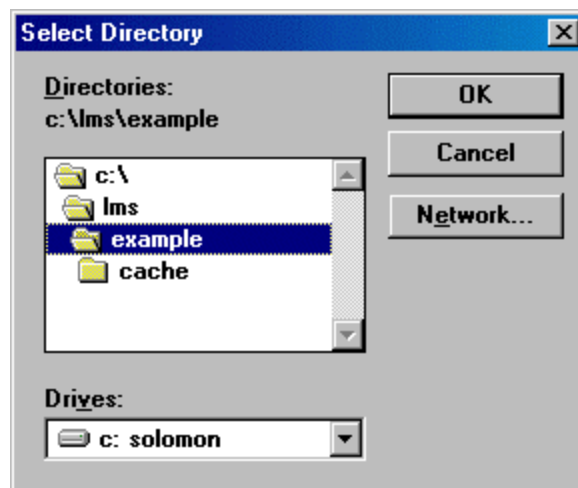 Select Directory
Directories:
c:\lms\example
OK
Cancel
Network...
c:\
lms
example
cache
Drives:
c: solomon